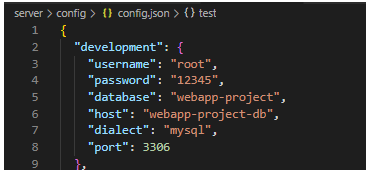 server > config > {} config.json > {} test
1 {
2 "development": {
3 "username": "root",
4 "password": "12345",
5 "database": "webapp-project",
6 "host": "webapp-project-db",
7 "dialect": "mysql",
8 "port": 3306
9 },